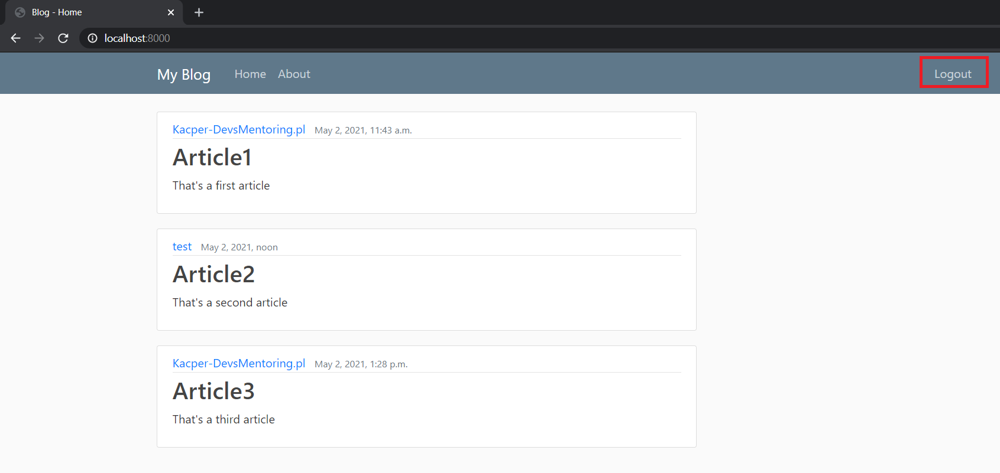 Blog - Home
localhost:8000
My Blog Home About Logout
Kacper-DevsMentoring.pl May 2, 2021, 11:43 a.m.
Article1
That's a first article
test May 2, 2021, noon
Article2
That's a second article
Kacper-DevsMentoring.pl May 2, 2021, 1:28 p.m.
Article3
That's a third article